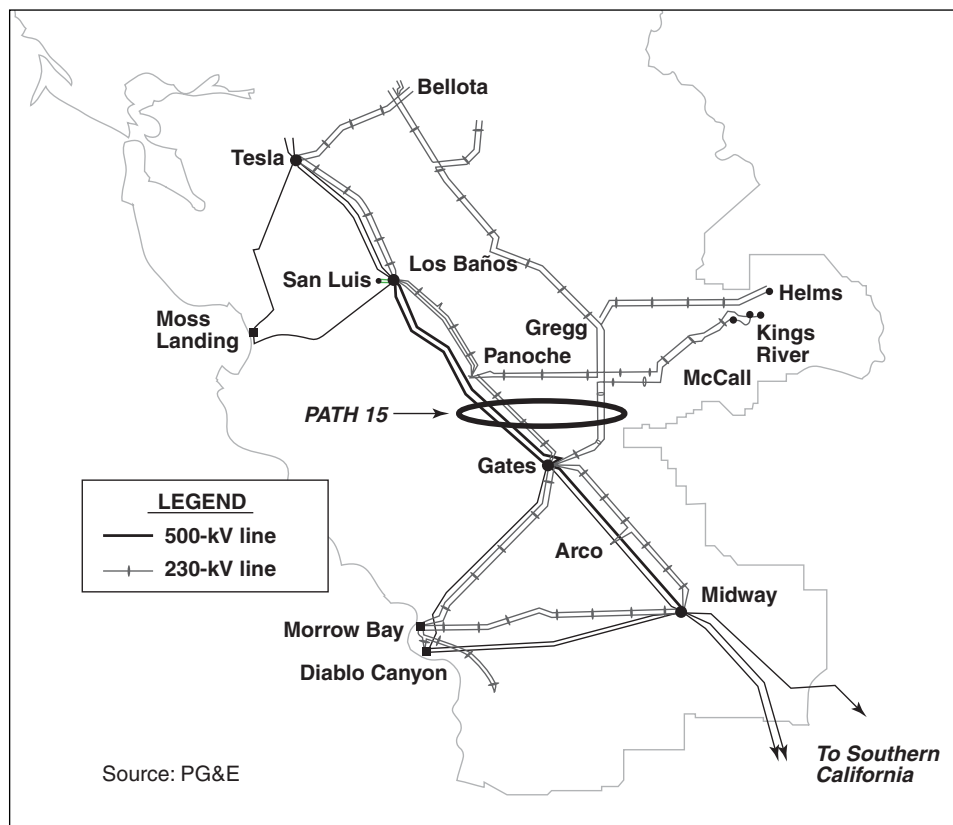 Bellota
Tesla
Los Baños
San Luis
Helms
Moss
Landing
Gregg
Kings
River
Panoche
McCall
PATH 15
Gates
LEGEND
500-kV line
230-kV line
Arco
Midway
Morrow Bay
Diablo Canyon
To Southern
California
Source: PG&E